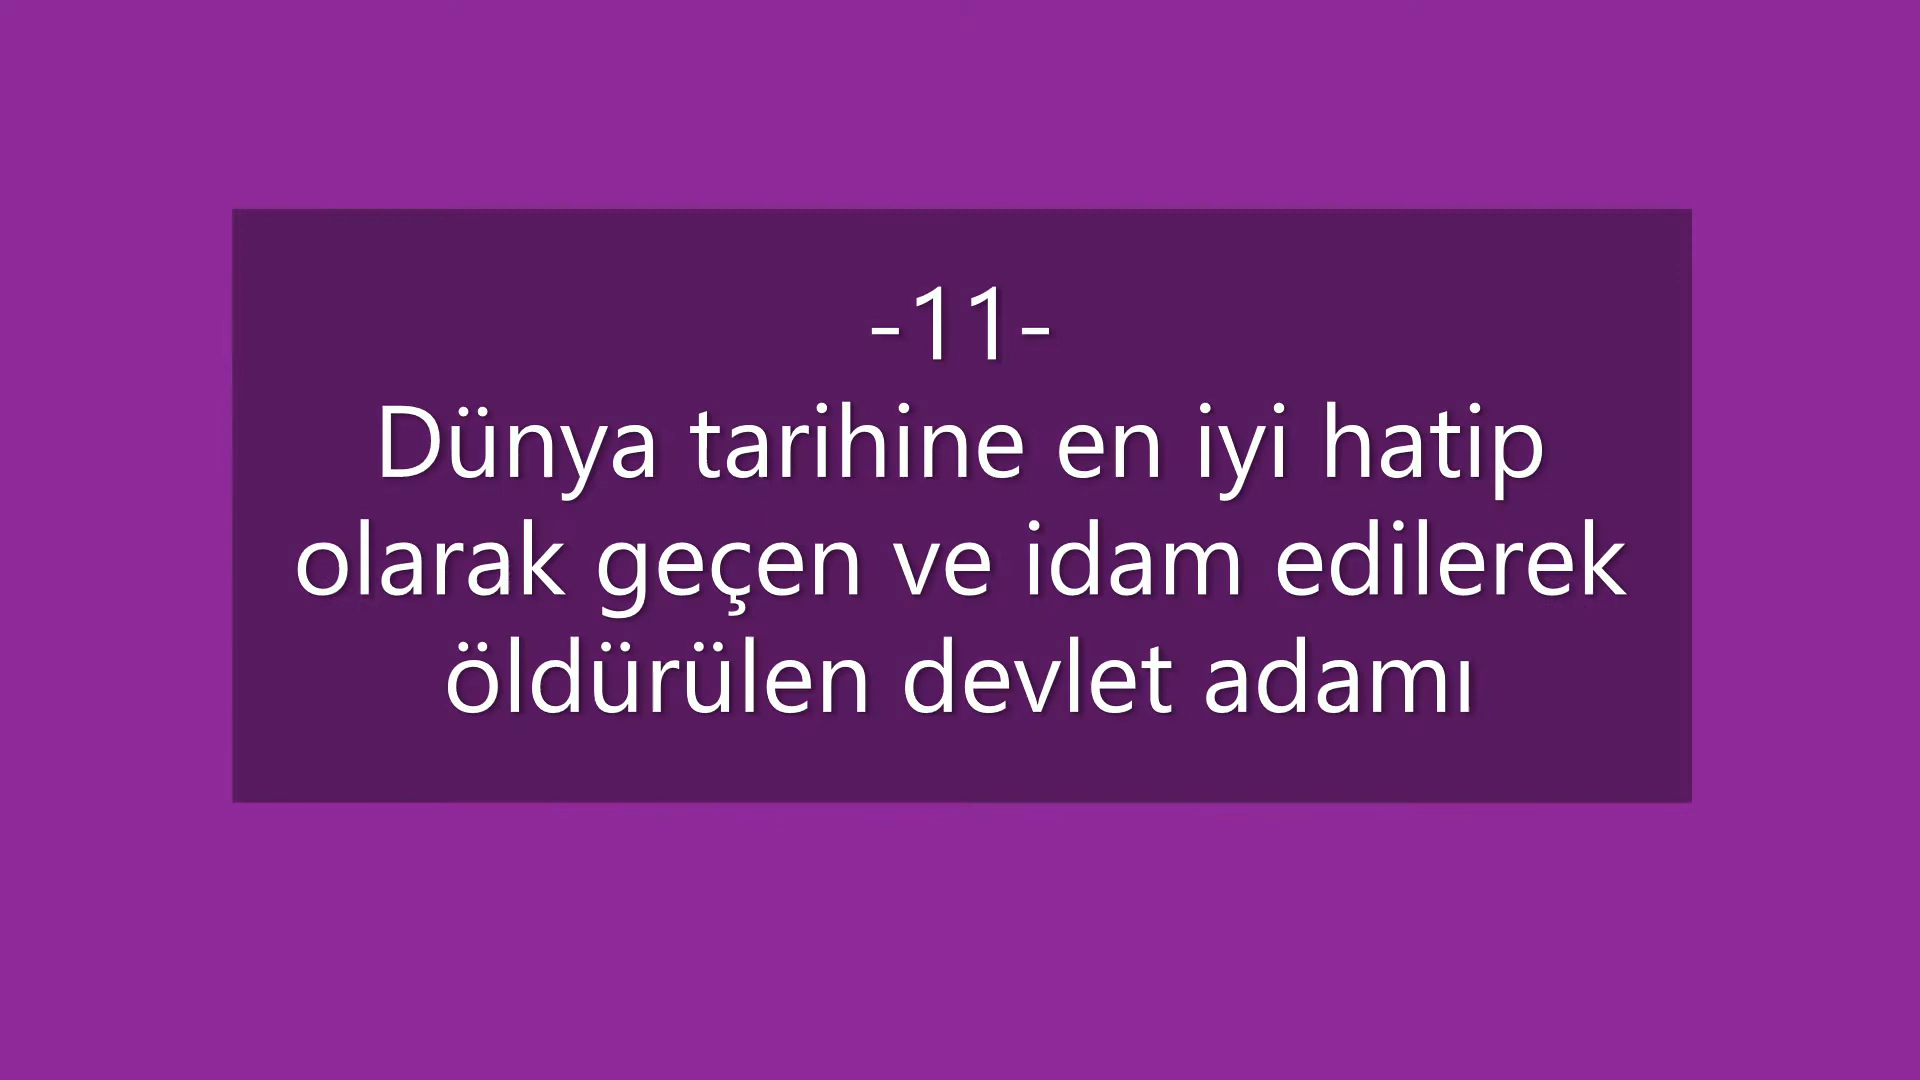 -11-
Dünya tarihine en iyi hatip
olarak geçen ve idam edilerek
öldürülen devlet adamı